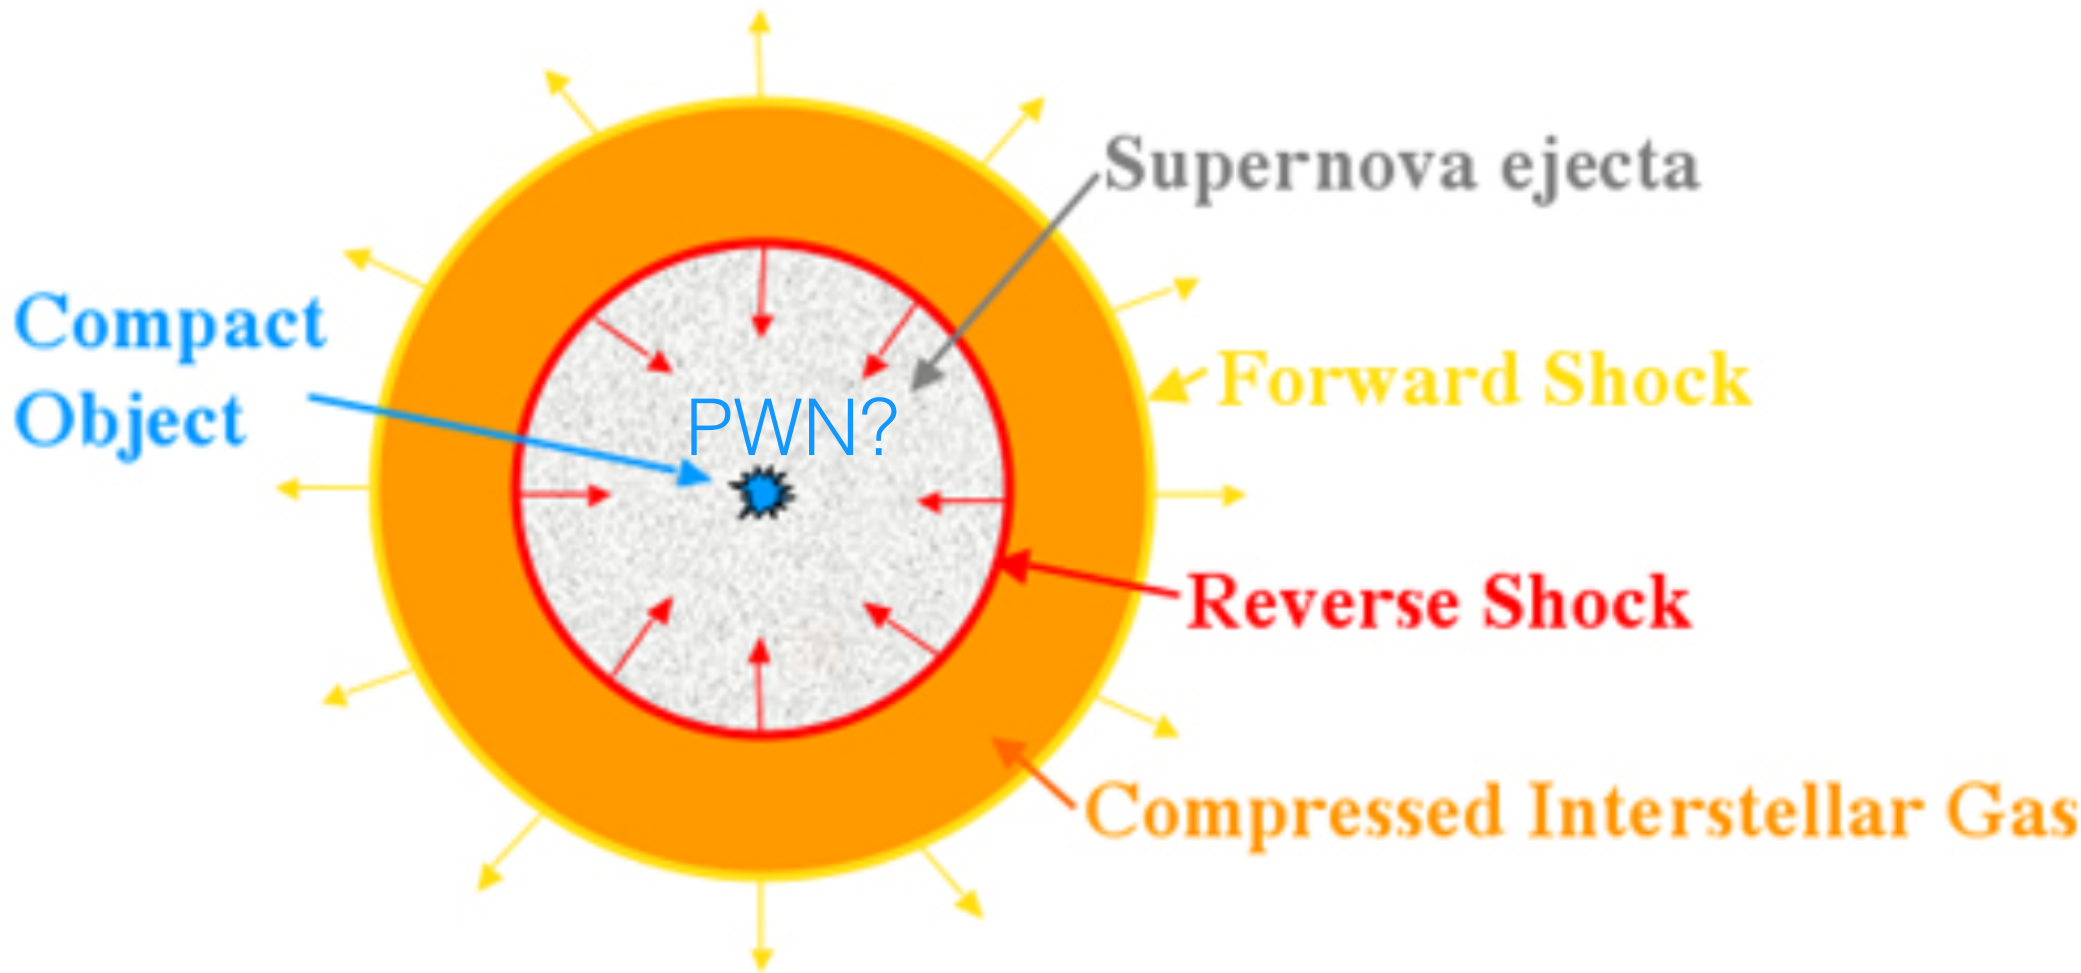 Supernova ejecta
Compact
Object
Forward Shock
PWN?
Reverse Shock
Compressed Interstellar Gas